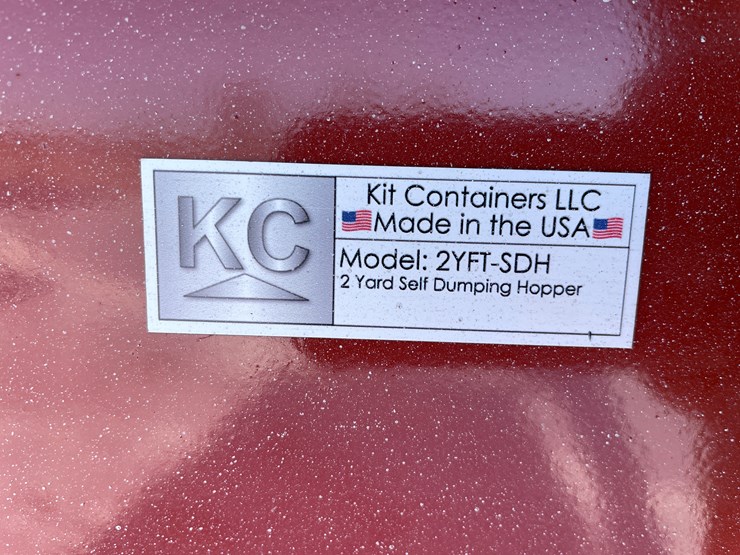 KC
Kit Containers LLC
Made in the USA
Model: 2YFT-SDH
2 Yard Self Dumping Hopper